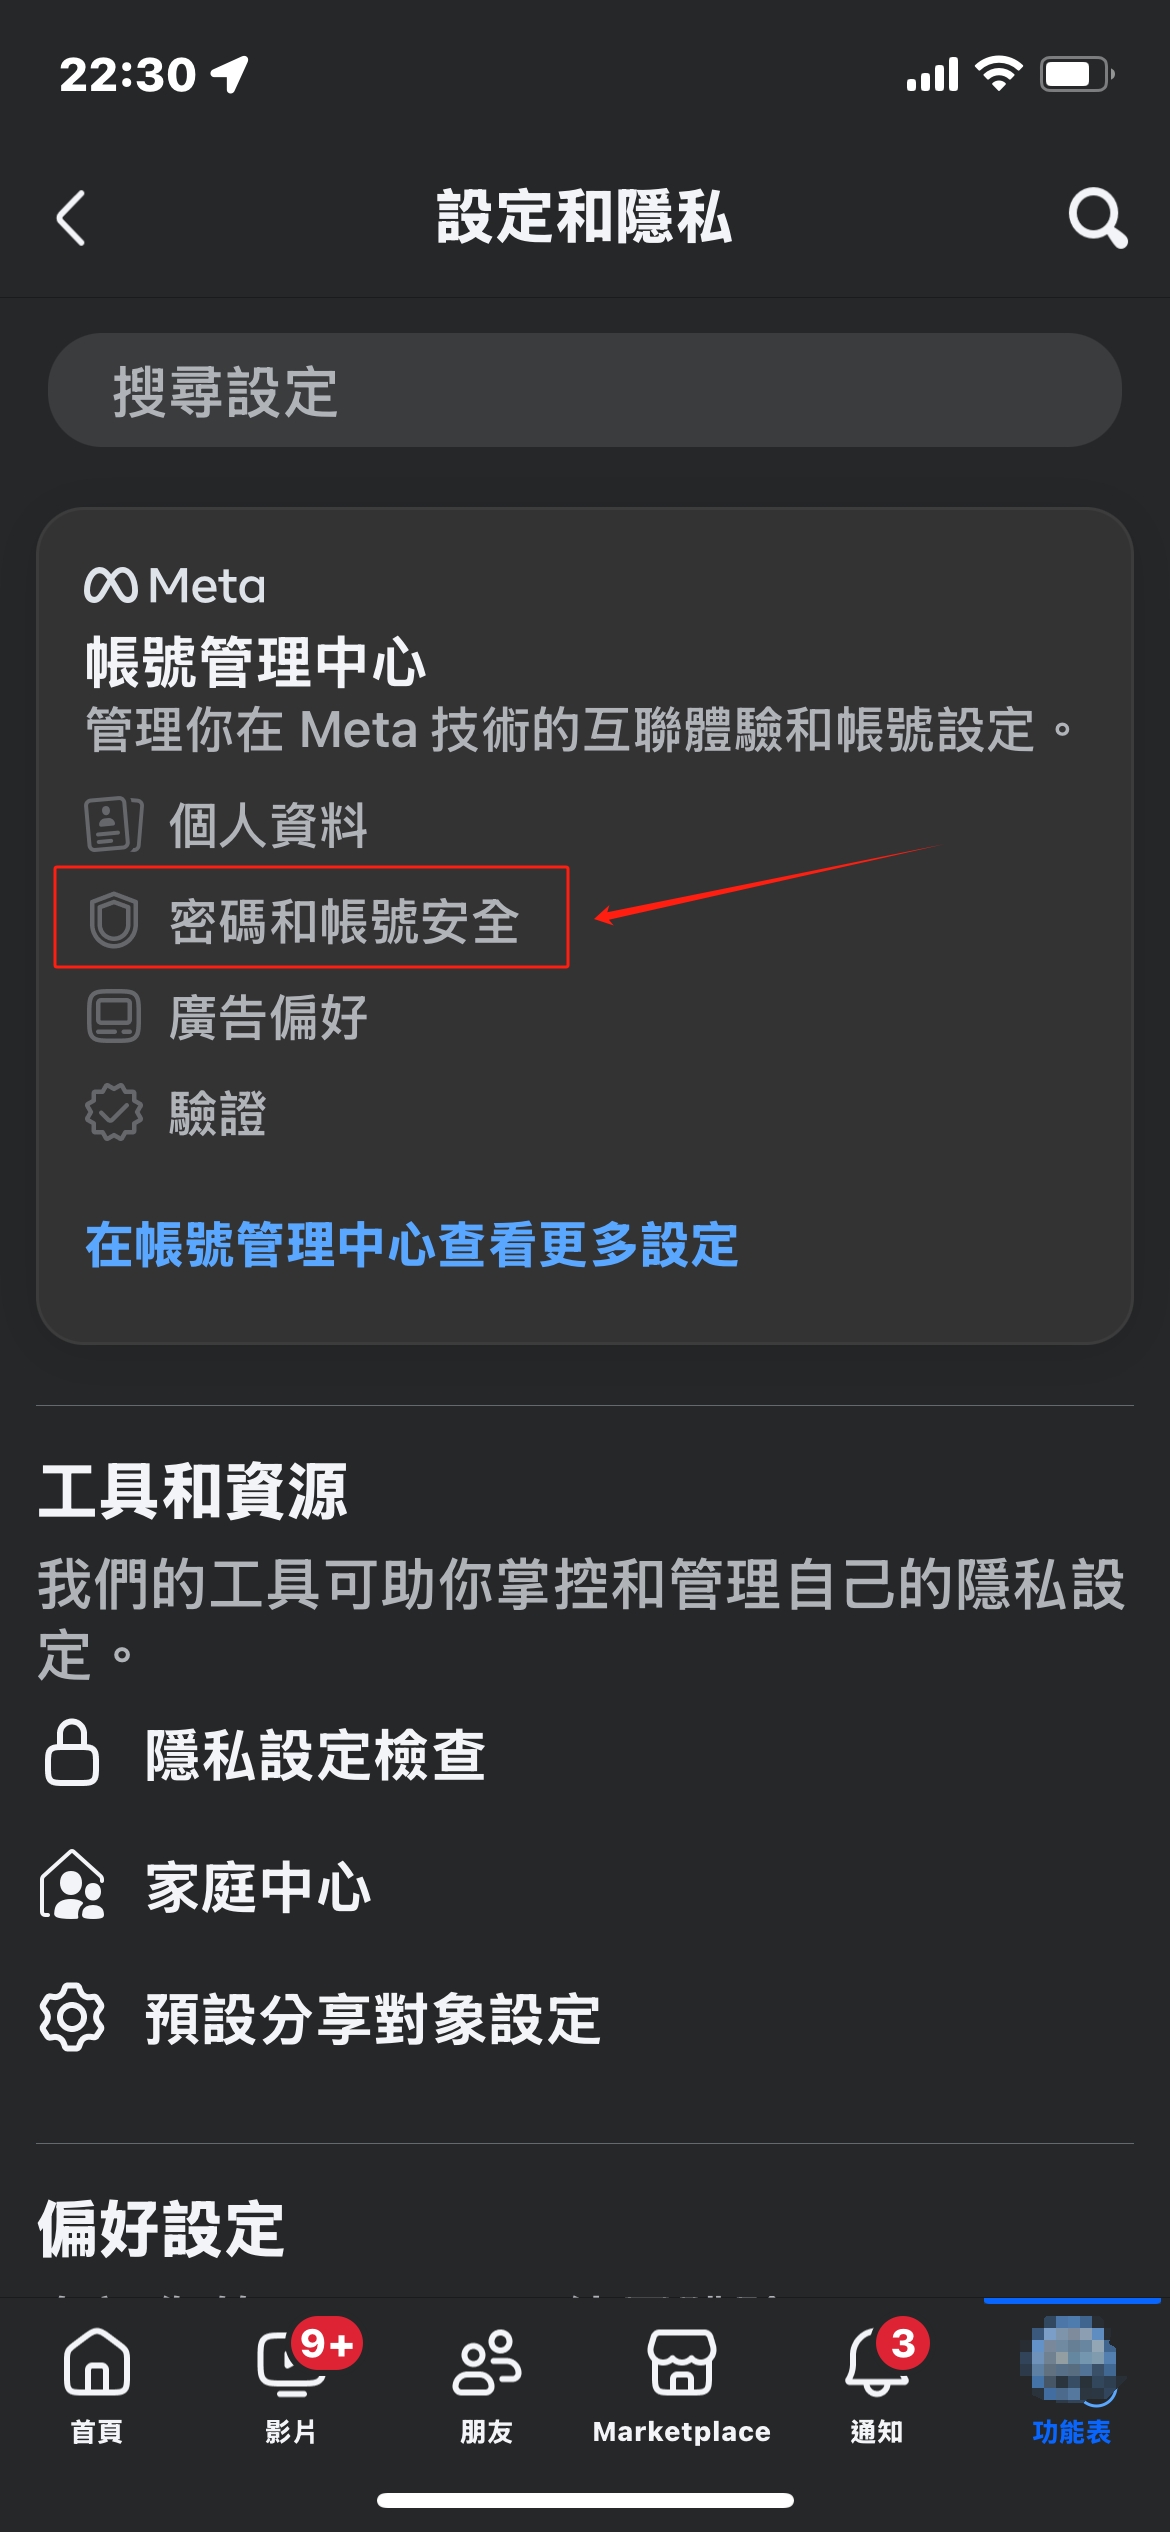 22:30
設定和隱私
搜尋設定
Meta
帳號管理中心
管理你在 Meta 技術的互聯體驗和帳號設定。
個人資料
密碼和帳號安全
廣告偏好
驗證
在帳號管理中心查看更多設定
工具和資源
我們的工具可助你掌控和管理自己的隱私設
定。
隱私設定檢查
家庭中心
預設分享對象設定
偏好設定
9+
3
首頁
影片
朋友
Marketplace
通知
功能表